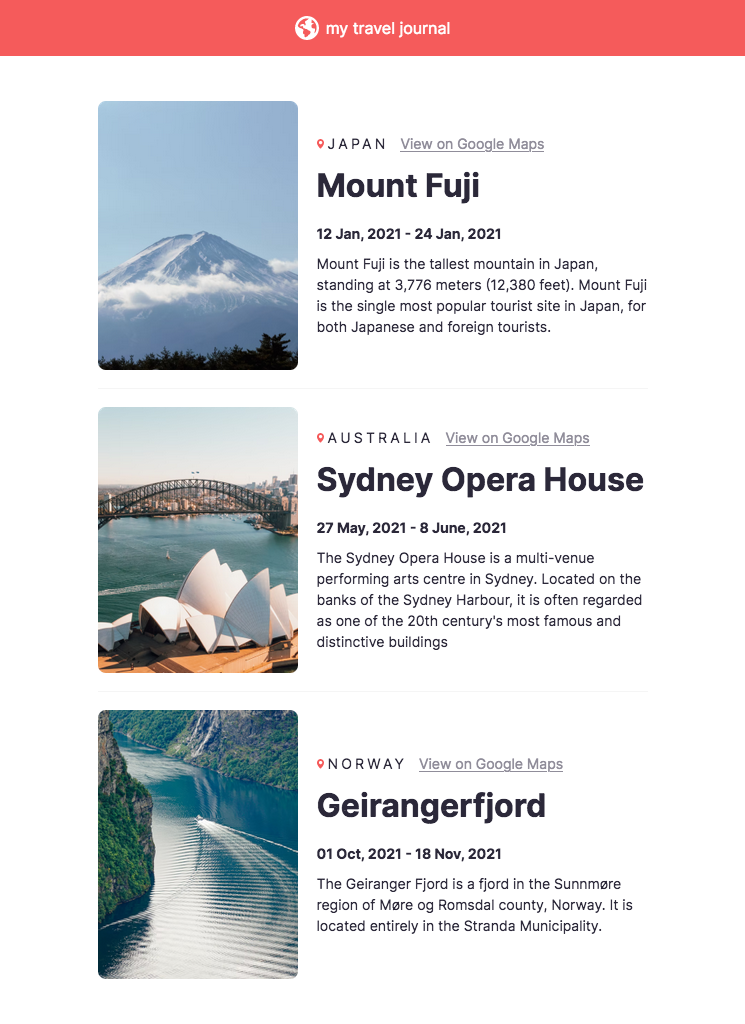 my travel journal
JAPAN View on Google Maps
Mount Fuji
12 Jan, 2021 - 24 Jan, 2021
Mount Fuji is the tallest mountain in Japan,
standing at 3,776 meters (12,380 feet). Mount Fuji
is the single most popular tourist site in Japan, for
both Japanese and foreign tourists.
AUSTRALIA View on Google Maps
Sydney Opera House
27 May, 2021 - 8 June, 2021
The Sydney Opera House is a multi-venue
performing arts centre in Sydney. Located on the
banks of the Sydney Harbour, it is often regarded
as one of the 20th century's most famous and
distinctive buildings
NORWAY View on Google Maps
Geirangerfjord
01 Oct, 2021 - 18 Nov, 2021
The Geiranger Fjord is a fjord in the Sunnmøre
region of Møre og Romsdal county, Norway. It is
located entirely in the Stranda Municipality.